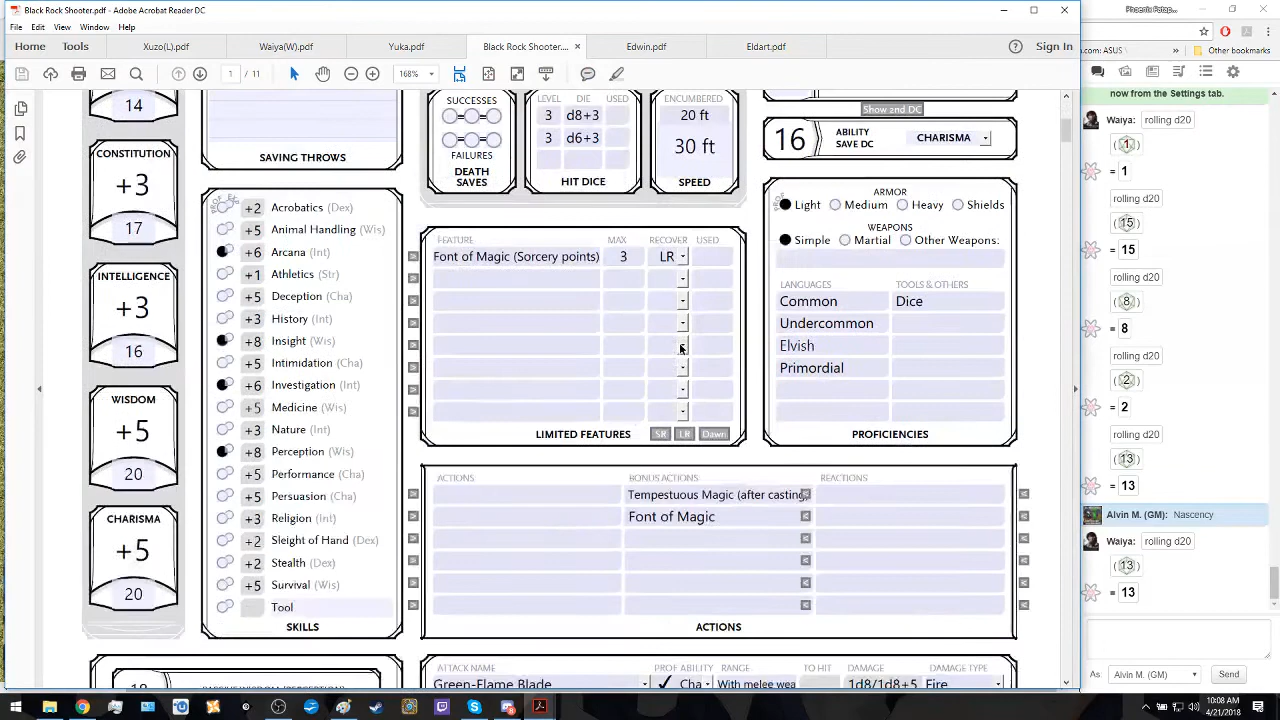 Black Rock Shooter.pdf - Adobe Acrobat Reader DC
File Edit View Window Help
Home Tools Xuzo(L).pdf Waiya(W).pdf Yuka.pdf Black Rock Shooter.... × Edwin.pdf Eldart.pdf Sign In
1 / 11 168%
14
CONSTITUTION
+3
17
INTELLIGENCE
+3
16
WISDOM
+5
20
CHARISMA
+5
20
SAVING THROWS
+2 Acrobatics (Dex)
+5 Animal Handling (Wis)
+6 Arcana (Int)
+1 Athletics (Str)
+5 Deception (Cha)
+3 History (Int)
+8 Insight (Wis)
+5 Intimidation (Cha)
+6 Investigation (Int)
+5 Medicine (Wis)
+3 Nature (Int)
+8 Perception (Wis)
+5 Performance (Cha)
+5 Persuasion (Cha)
+3 Religion (Int)
+2 Sleight of Hand (Dex)
+2 Stealth (Dex)
+5 Survival (Wis)
Tool
SKILLS
SUCCESSES
FAILURES
DEATH
SAVES
LEVEL DIE USED
3 d8+3
3 d6+3
HIT DICE
ENCUMBERED
20 ft
30 ft
SPEED
Show 2nd DC
16 ABILITY SAVE DC CHARISMA
FEATURE MAX RECOVER USED
Font of Magic (Sorcery points) 3 LR
LIMITED FEATURES SR LR Dawn
ARMOR
Light Medium Heavy Shields
WEAPONS
Simple Martial Other Weapons:
LANGUAGES TOOLS & OTHERS
Common Dice
Undercommon
Elvish
Primordial
PROFICIENCIES
ACTIONS BONUS ACTIONS REACTIONS
Tempestuous Magic (after casting
Font of Magic
ACTIONS
ATTACK NAME PROF ABILITY RANGE TO HIT DAMAGE DAMAGE TYPE
Green-Flame Blade Cha With melee wea 1d8/1d8+5 Fire
com: ASUS Other bookmarks
now from the Settings tab.
Waiya: rolling d20
(1)
= 1
rolling d20
(15)
= 15
rolling d20
(8)
= 8
rolling d20
(2)
= 2
rolling d20
(13)
= 13
Alvin M. (GM): Nascency
Waiya: rolling d20
(13)
= 13
As Alvin M. (GM) Send
10:08 AM
4/21/2018